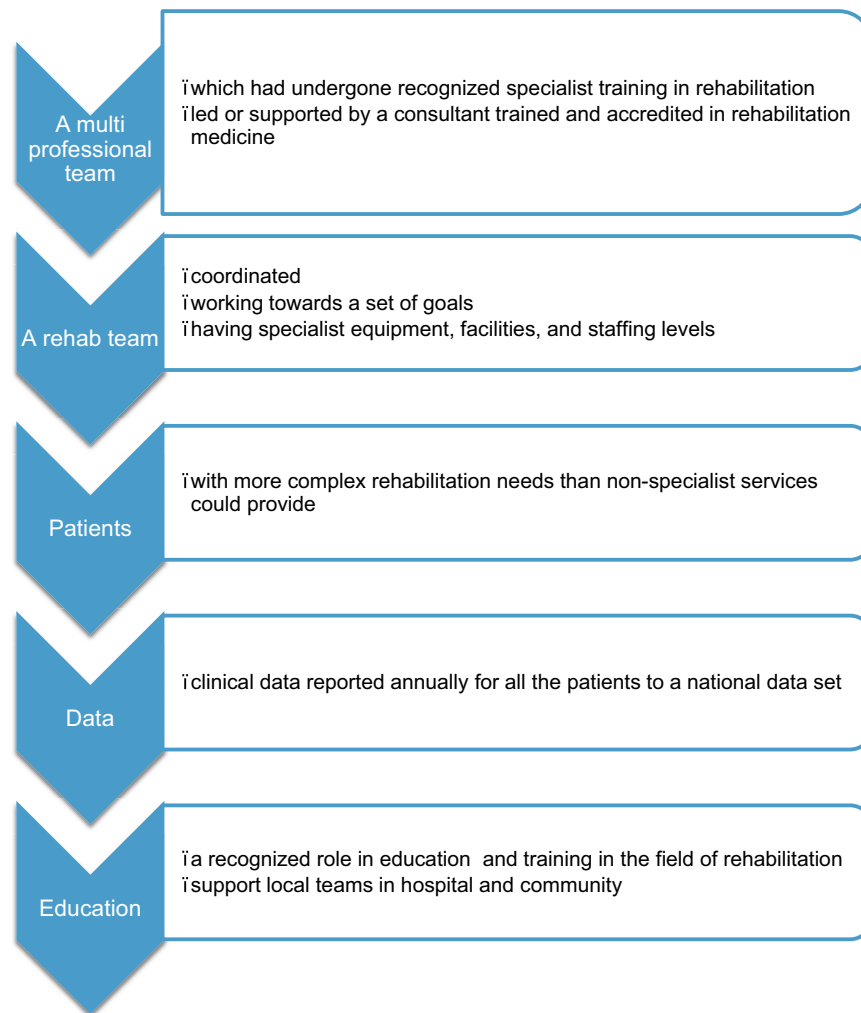 A multi
professional
team
ïwhich had undergone recognized specialist training in rehabilitation
ïled or supported by a consultant trained and accredited in rehabilitation
medicine
A rehab team
ïcoordinated
ïworking towards a set of goals
ïhaving specialist equipment, facilities, and staffing levels
Patients
ïwith more complex rehabilitation needs than non-specialist services
could provide
Data
ïclinical data reported annually for all the patients to a national data set
Education
ïa recognized role in education  and training in the field of rehabilitation
ïsupport local teams in hospital and community